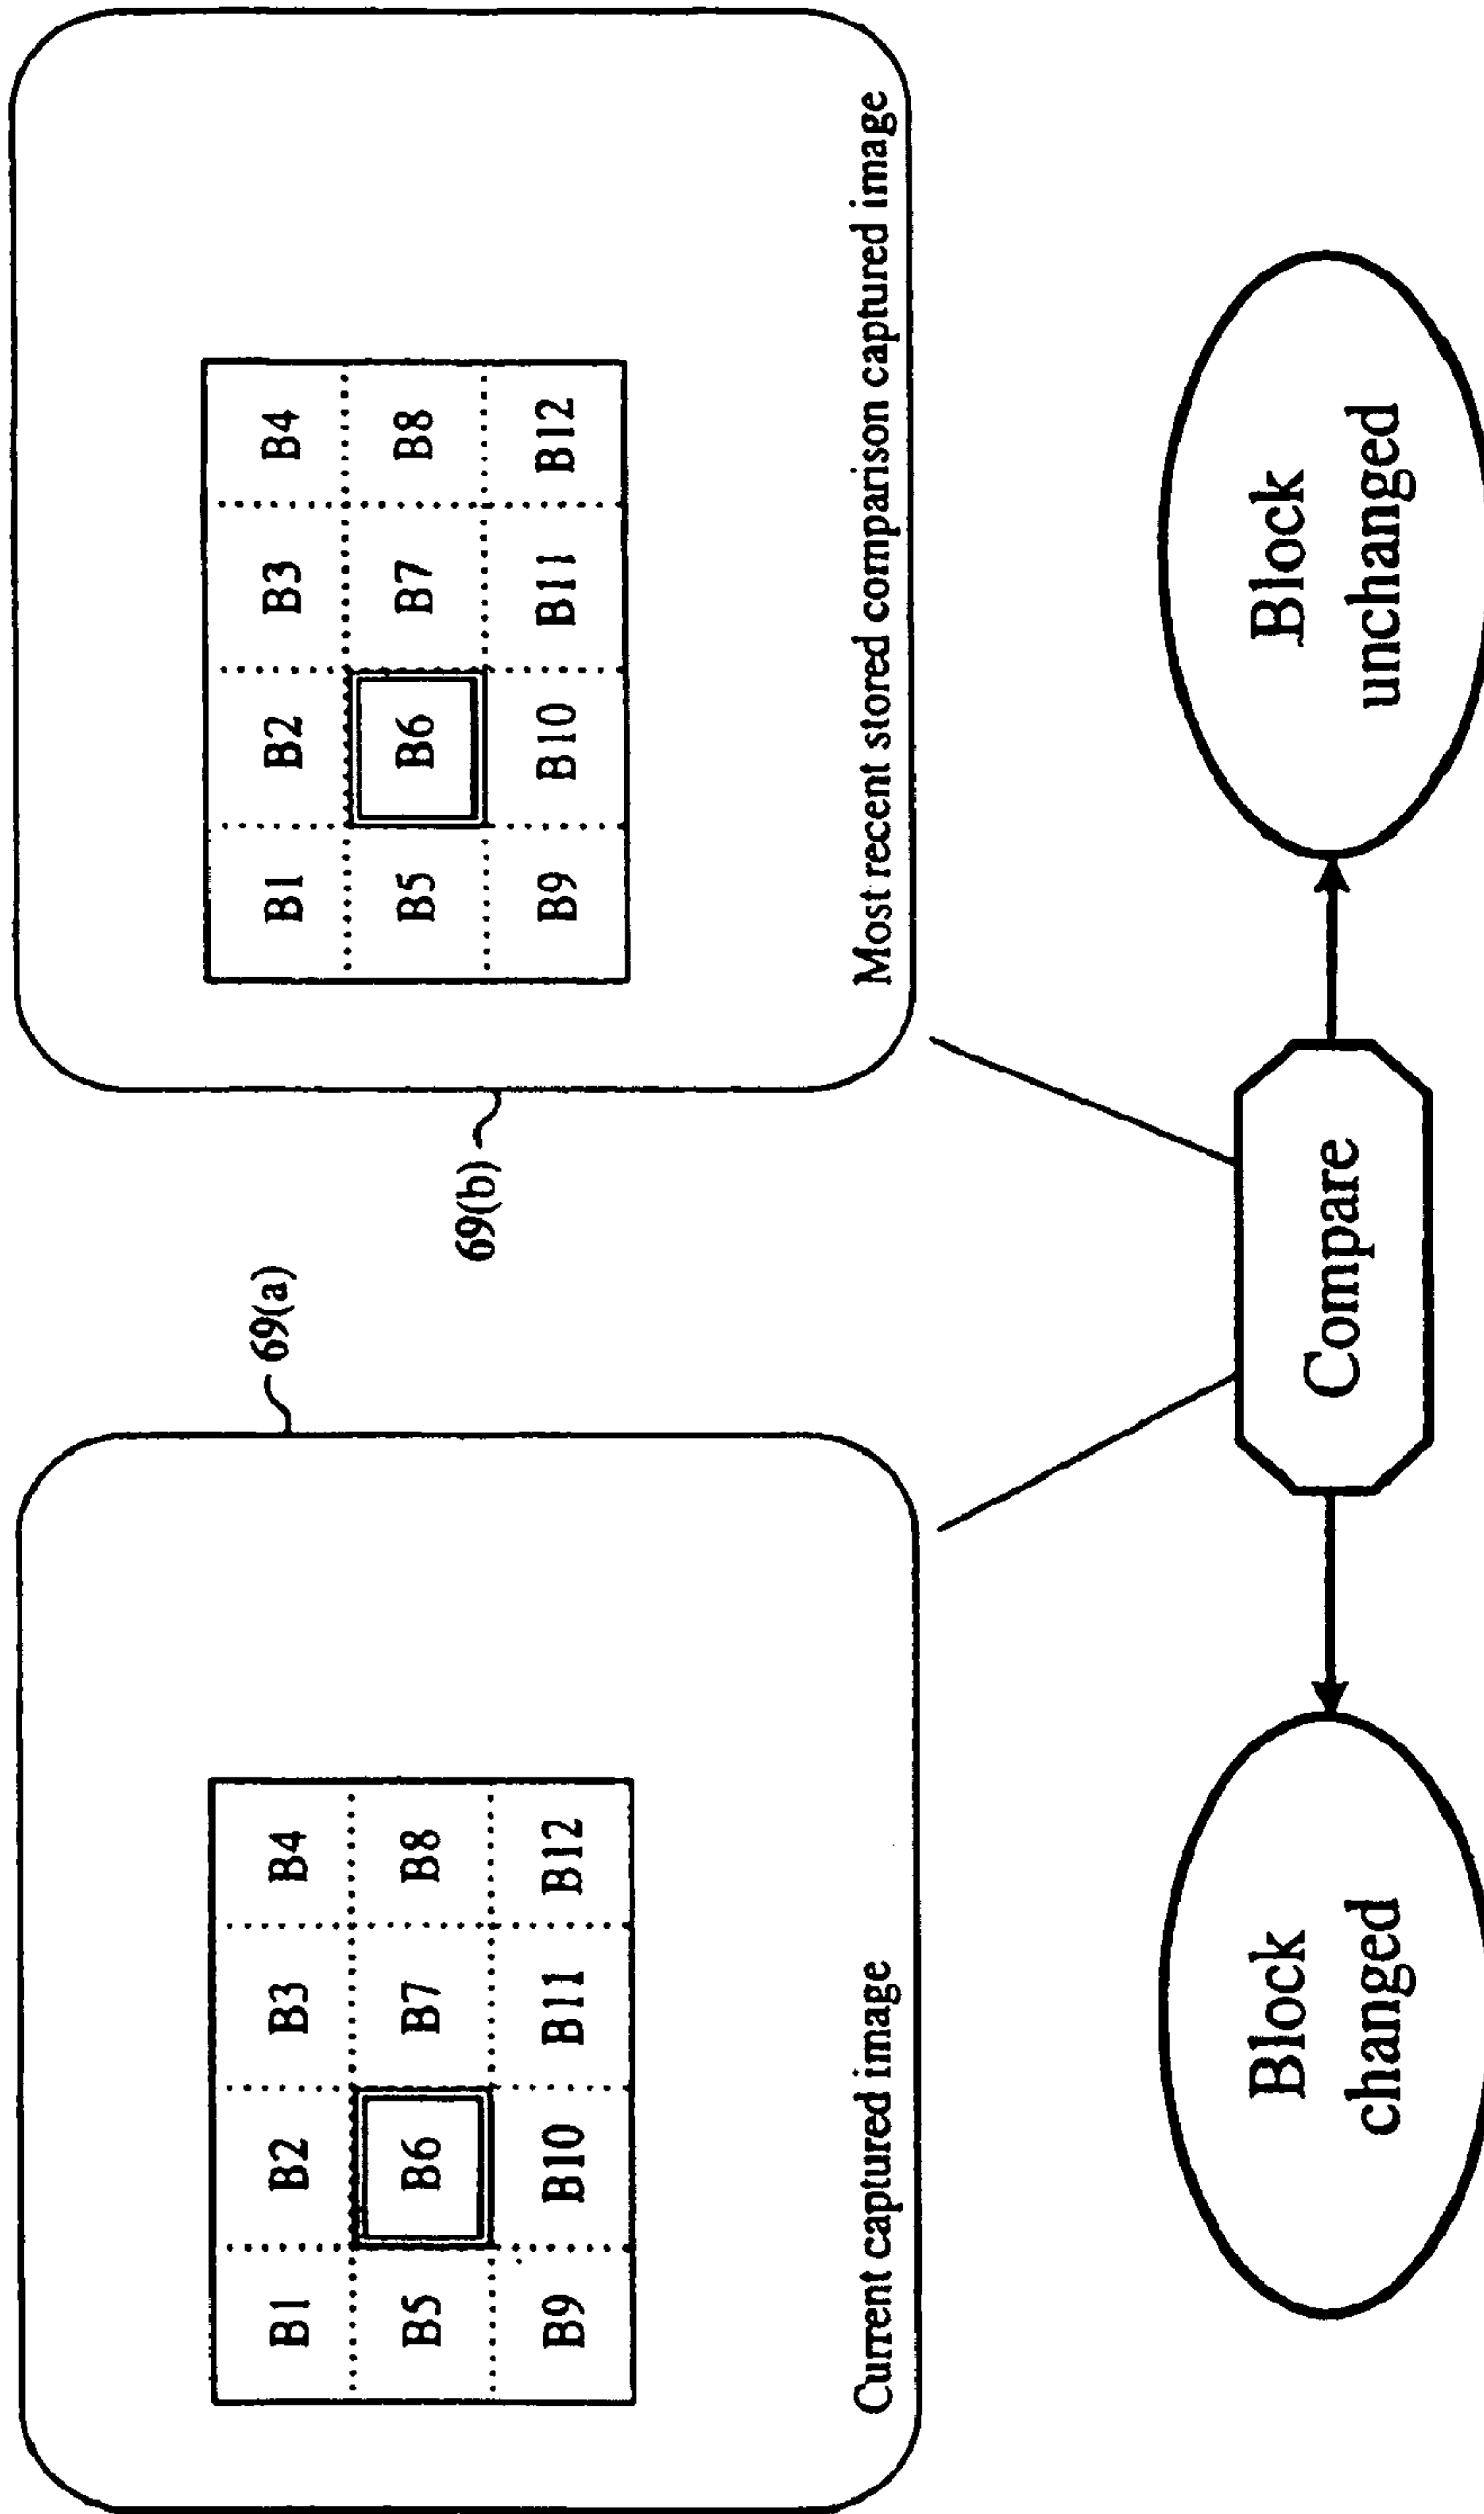 69(a)
B1 B2 B3 B4
B5 B6 B7 B8
B9 B10 B11 B12
Current captured image
69(b)
B1 B2 B3 B4
B5 B6 B7 B8
B9 B10 B11 B12
Most recent stored comparison captured image
Compare
Block
changed
Block
unchanged